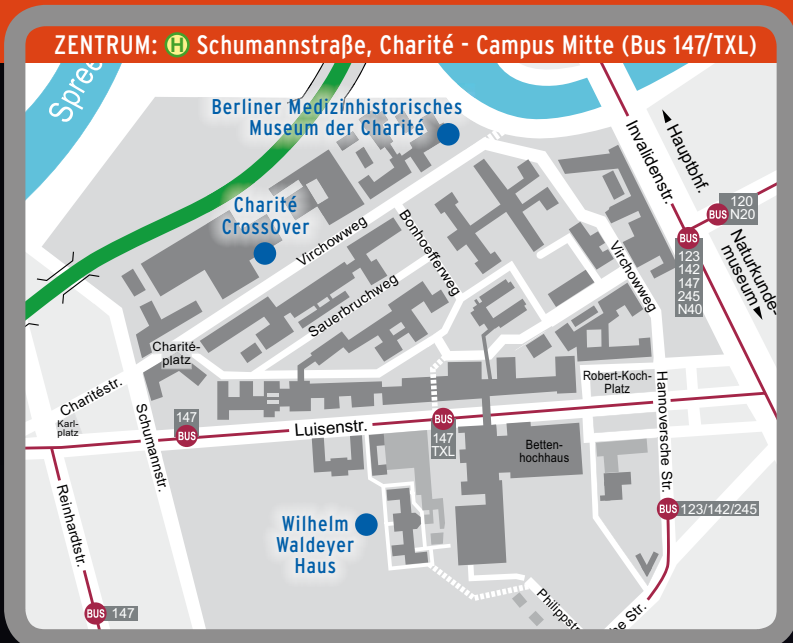 ZENTRUM: H Schumannstraße, Charité - Campus Mitte (Bus 147/TXL)
Spree
Berliner Medizinhistorisches
Museum der Charité
Invalidenstr.
Hauptbhf.
120
N20
BUS
BUS
123
142
147
245
N40
Naturkunde-
museum
Charité
CrossOver
Virchowweg
Bonhoefferweg
Virchowweg
Sauerbruchweg
Charité-
platz
Charitéstr.
Karl-
platz
Schumannstr.
147
BUS
Luisenstr.
BUS
147
TXL
Robert-Koch-
Platz
Hannoversche Str.
Betten-
hochhaus
Reinhardtstr.
Wilhelm
Waldeyer
Haus
BUS 123/142/245
BUS 147
Philippstr
he Str.